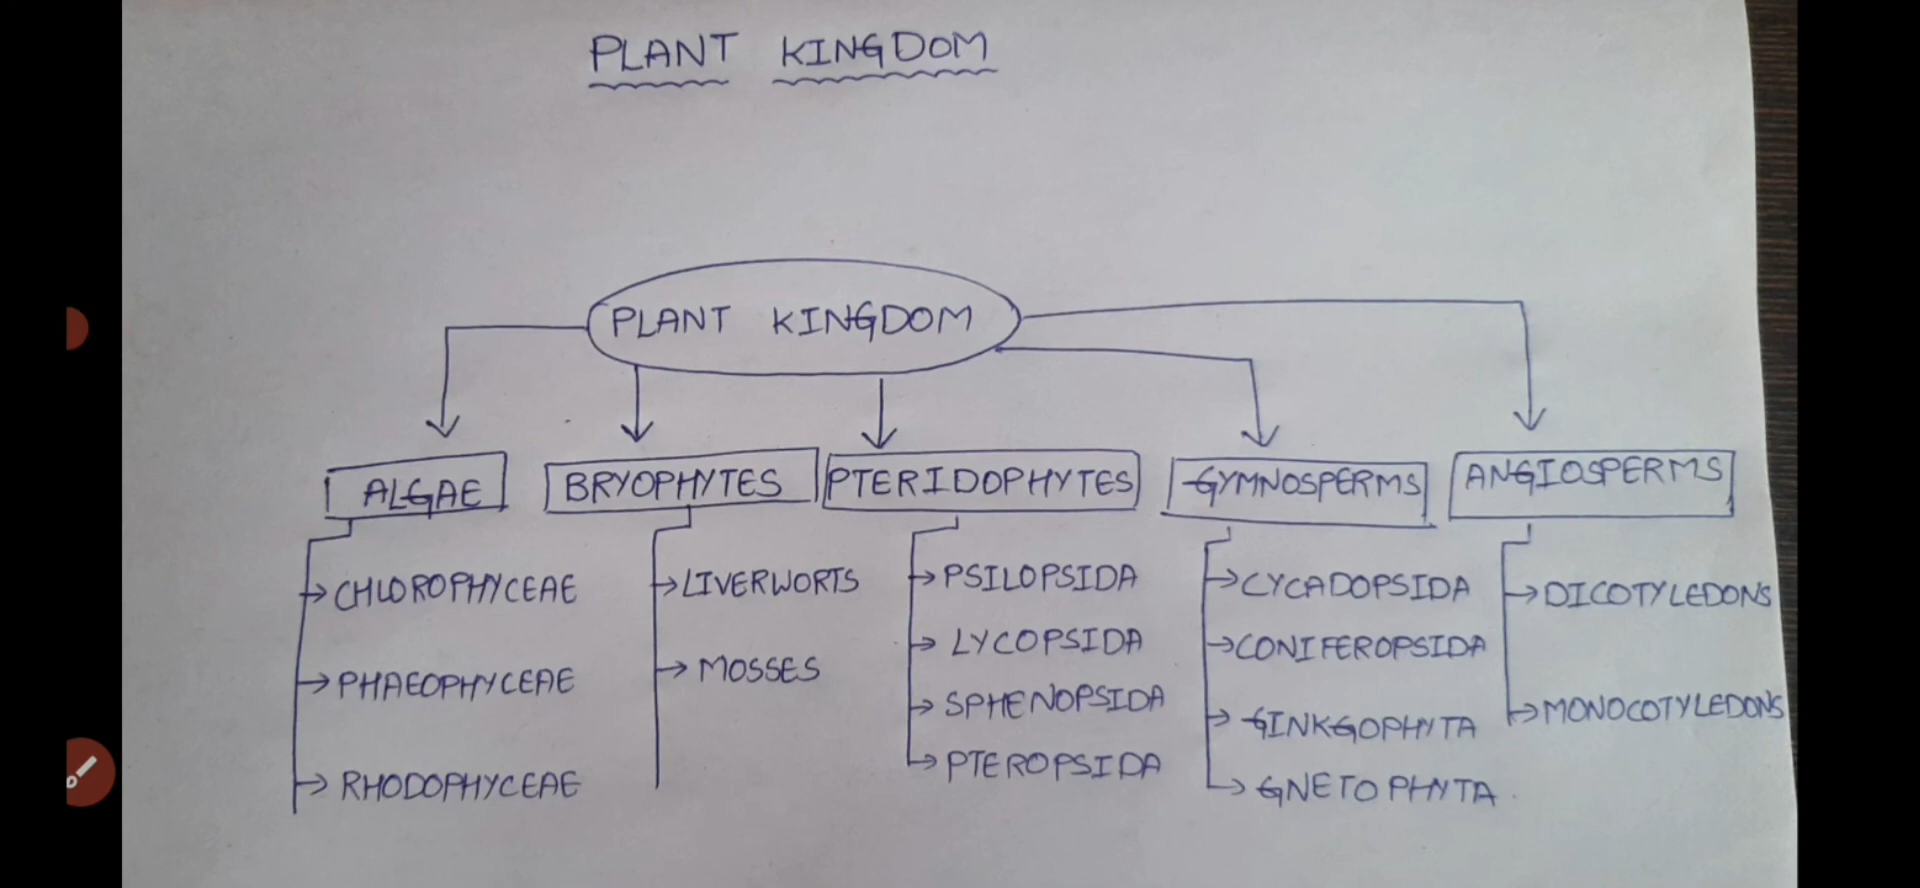 PLANT KINGDOM
PLANT KINGDOM
ALGAE
CHLOROPHYCEAE
PHAEOPHYCEAE
RHODOPHYCEAE
BRYOPHYTES
LIVERWORTS
MOSSES
PTERIDOPHYTES
PSILOPSIDA
LYCOPSIDA
SPHENOPSIDA
PTEROPSIDA
GYMNOSPERMS
CYCADOPSIDA
CONIFEROPSIDA
GINKGOPHYTA
GNETOPHYTA
ANGIOSPERMS
DICOTYLEDONS
MONOCOTYLEDONS